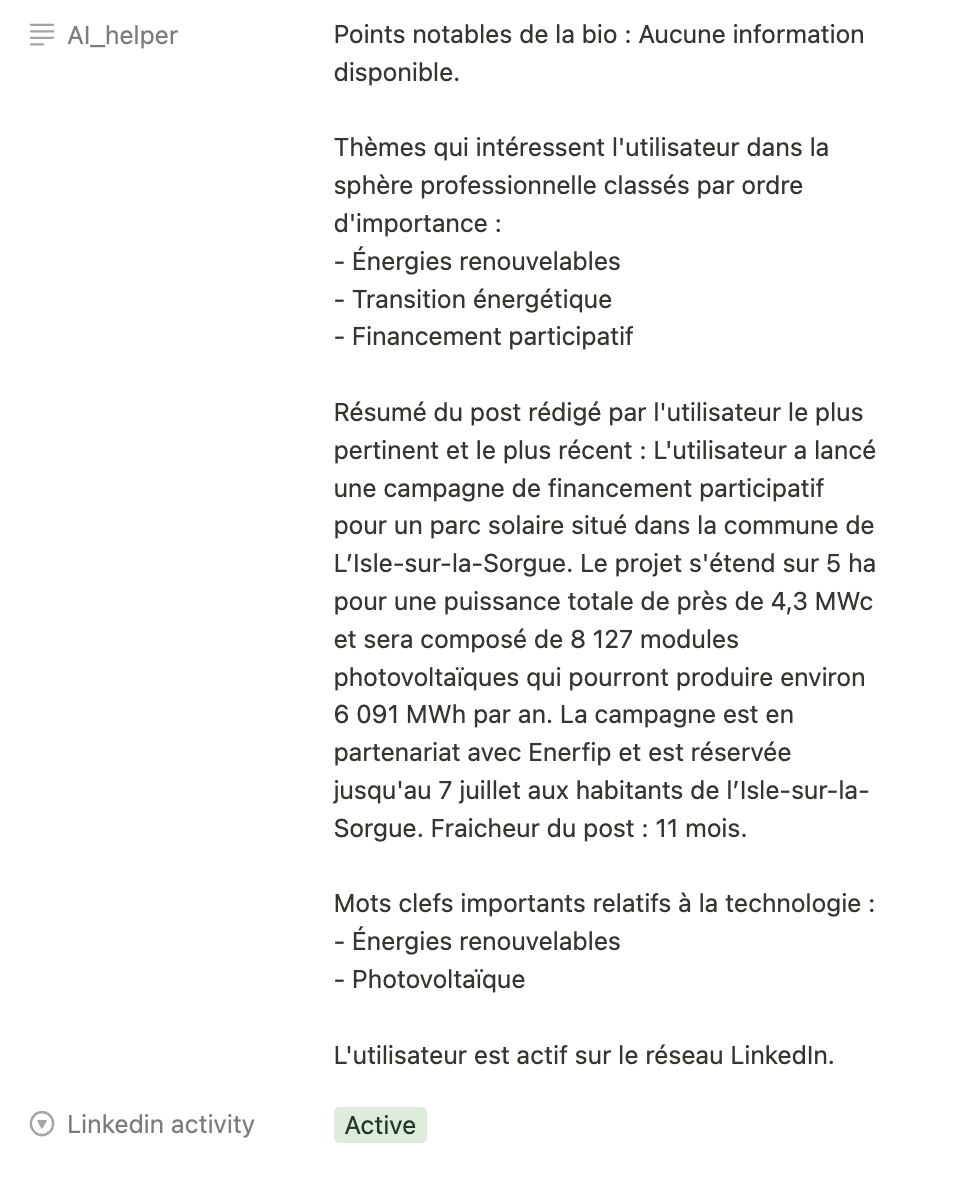 AI_helper
Points notables de la bio : Aucune information
disponible.
Thèmes qui intéressent l'utilisateur dans la
sphère professionnelle classés par ordre
d'importance :
- Énergies renouvelables
- Transition énergétique
- Financement participatif
Résumé du post rédigé par l'utilisateur le plus
pertinent et le plus récent : L'utilisateur a lancé
une campagne de financement participatif
pour un parc solaire situé dans la commune de
L’Isle-sur-la-Sorgue. Le projet s'étend sur 5 ha
pour une puissance totale de près de 4,3 MWc
et sera composé de 8 127 modules
photovoltaïques qui pourront produire environ
6 091 MWh par an. La campagne est en
partenariat avec Enerfip et est réservée
jusqu'au 7 juillet aux habitants de l’Isle-sur-la-
Sorgue. Fraicheur du post : 11 mois.
Mots clefs importants relatifs à la technologie :
- Énergies renouvelables
- Photovoltaïque
L'utilisateur est actif sur le réseau LinkedIn.
Linkedin activity
Active